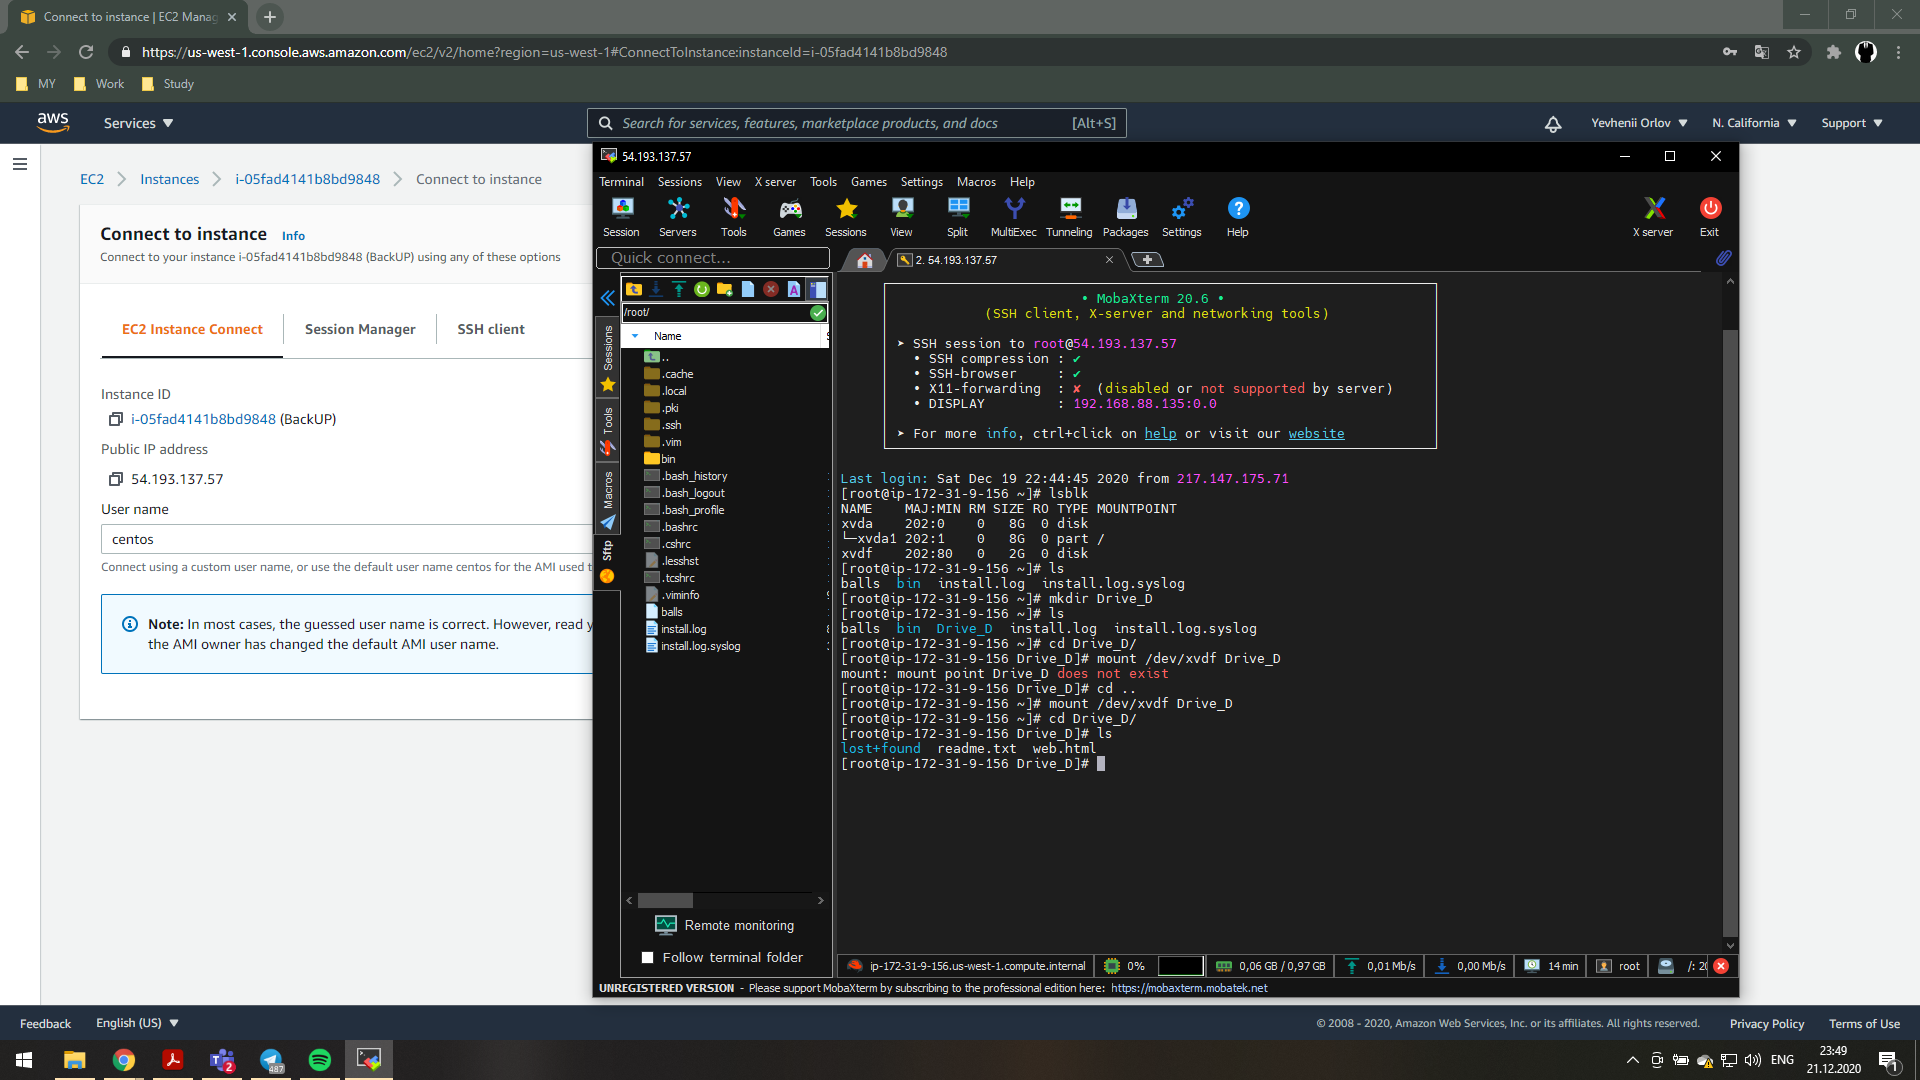 Connect to instance | EC2 Manag
https://us-west-1.console.aws.amazon.com/ec2/v2/home?region=us-west-1#ConnectToInstance:instanceId=i-05fad4141b8bd9848
MY Work Study
aws Services Search for services, features, marketplace products, and docs [Alt+S] Yevhenii Orlov N. California Support
EC2 Instances i-05fad4141b8bd9848 Connect to instance
Connect to instance Info
Connect to your instance i-05fad4141b8bd9848 (BackUP) using any of these options
EC2 Instance Connect Session Manager SSH client
Instance ID
i-05fad4141b8bd9848 (BackUP)
Public IP address
54.193.137.57
User name
centos
Connect using a custom user name, or use the default user name centos for the AMI used t
Note: In most cases, the guessed user name is correct. However, read y
the AMI owner has changed the default AMI user name.
54.193.137.57
Terminal Sessions View X server Tools Games Settings Macros Help
Session Servers Tools Games Sessions View Split MultiExec Tunneling Packages Settings Help X server Exit
Quick connect...
2. 54.193.137.57
Sessions
Tools
Macros
Sftp
/root/
Name
..
.cache
.local
.pki
.ssh
.vim
bin
.bash_history
.bash_logout
.bash_profile
.bashrc
.cshrc
.lesshst
.tcshrc
.viminfo
balls
install.log
install.log.syslog
Remote monitoring
Follow terminal folder
• MobaXterm 20.6 •
(SSH client, X-server and networking tools)
➤ SSH session to root@54.193.137.57
• SSH compression : ✔
• SSH-browser : ✔
• X11-forwarding : ✘ (disabled or not supported by server)
• DISPLAY : 192.168.88.135:0.0
➤ For more info, ctrl+click on help or visit our website
Last login: Sat Dec 19 22:44:45 2020 from 217.147.175.71
[root@ip-172-31-9-156 ~]# lsblk
NAME MAJ:MIN RM SIZE RO TYPE MOUNTPOINT
xvda 202:0 0 8G 0 disk
└─xvda1 202:1 0 8G 0 part /
xvdf 202:80 0 2G 0 disk
[root@ip-172-31-9-156 ~]# ls
balls bin install.log install.log.syslog
[root@ip-172-31-9-156 ~]# mkdir Drive_D
[root@ip-172-31-9-156 ~]# ls
balls bin Drive_D install.log install.log.syslog
[root@ip-172-31-9-156 ~]# cd Drive_D/
[root@ip-172-31-9-156 Drive_D]# mount /dev/xvdf Drive_D
mount: mount point Drive_D does not exist
[root@ip-172-31-9-156 Drive_D]# cd ..
[root@ip-172-31-9-156 ~]# mount /dev/xvdf Drive_D
[root@ip-172-31-9-156 ~]# cd Drive_D/
[root@ip-172-31-9-156 Drive_D]# ls
lost+found readme.txt web.html
[root@ip-172-31-9-156 Drive_D]#
ip-172-31-9-156.us-west-1.compute.internal 0% 0,06 GB / 0,97 GB 0,01 Mb/s 0,00 Mb/s 14 min root /: 20
UNREGISTERED VERSION - Please support MobaXterm by subscribing to the professional edition here: https://mobaxterm.mobatek.net
Feedback English (US) © 2008 - 2020, Amazon Web Services, Inc. or its affiliates. All rights reserved. Privacy Policy Terms of Use
2 487 ENG 23:49
21.12.2020 1